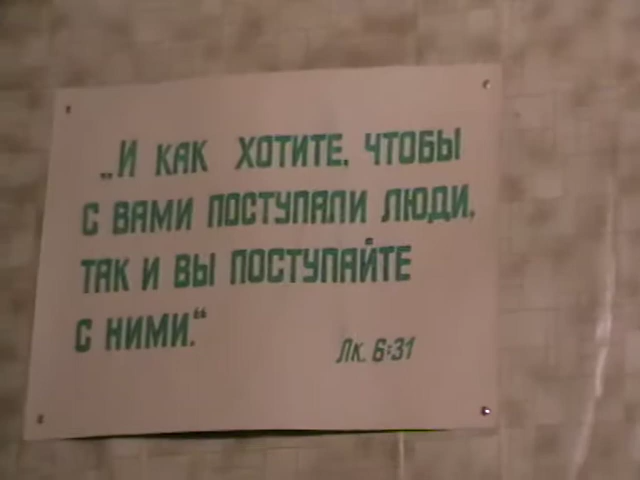 „И КАК ХОТИТЕ, ЧТОБЫ
С ВАМИ ПОСТУПАЛИ ЛЮДИ,
ТАК И ВЫ ПОСТУПАЙТЕ
С НИМИ.“
Лк. 6:31